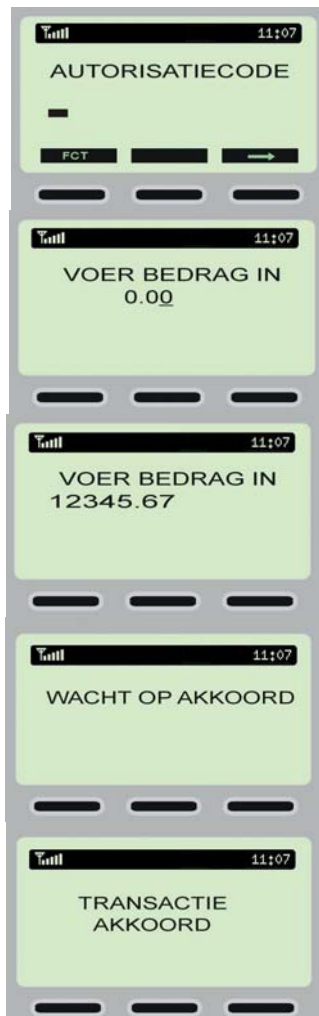 11:07
AUTORISATIECODE
FCT
11:07
VOER BEDRAG IN
0.00
11:07
VOER BEDRAG IN
12345.67
11:07
WACHT OP AKKOORD
11:07
TRANSACTIE
AKKOORD